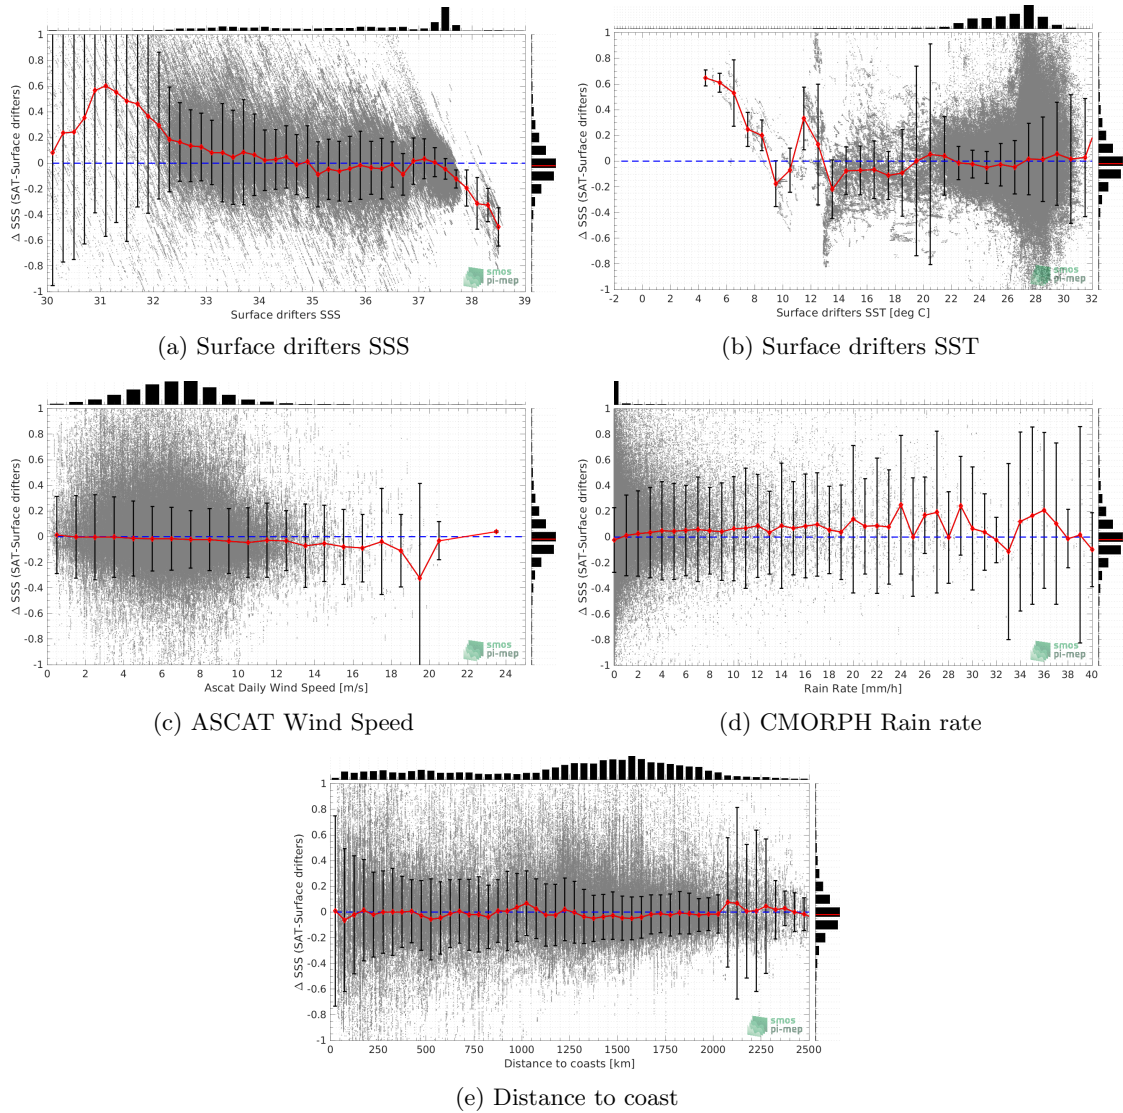 1
0.8
0.6
0.4
0.2
0
-0.2
-0.4
-0.6
-0.8
-1
Δ SSS (SAT-Surface drifters)
30 31 32 33 34 35 36 37 38 39
Surface drifters SSS
smos
pi-mep
(a) Surface drifters SSS
1
0.8
0.6
0.4
0.2
0
-0.2
-0.4
-0.6
-0.8
-1
Δ SSS (SAT-Surface drifters)
-2 0 2 4 6 8 10 12 14 16 18 20 22 24 26 28 30 32
Surface drifters SST [deg C]
smos
pi-mep
(b) Surface drifters SST
1
0.8
0.6
0.4
0.2
0
-0.2
-0.4
-0.6
-0.8
-1
Δ SSS (SAT-Surface drifters)
0 2 4 6 8 10 12 14 16 18 20 22 24
Ascat Daily Wind Speed [m/s]
smos
pi-mep
(c) ASCAT Wind Speed
1
0.8
0.6
0.4
0.2
0
-0.2
-0.4
-0.6
-0.8
-1
Δ SSS (SAT-Surface drifters)
0 2 4 6 8 10 12 14 16 18 20 22 24 26 28 30 32 34 36 38 40
Rain Rate [mm/h]
smos
pi-mep
(d) CMORPH Rain rate
1
0.8
0.6
0.4
0.2
0
-0.2
-0.4
-0.6
-0.8
-1
Δ SSS (SAT-Surface drifters)
0 250 500 750 1000 1250 1500 1750 2000 2250 2500
Distance to coasts [km]
smos
pi-mep
(e) Distance to coast